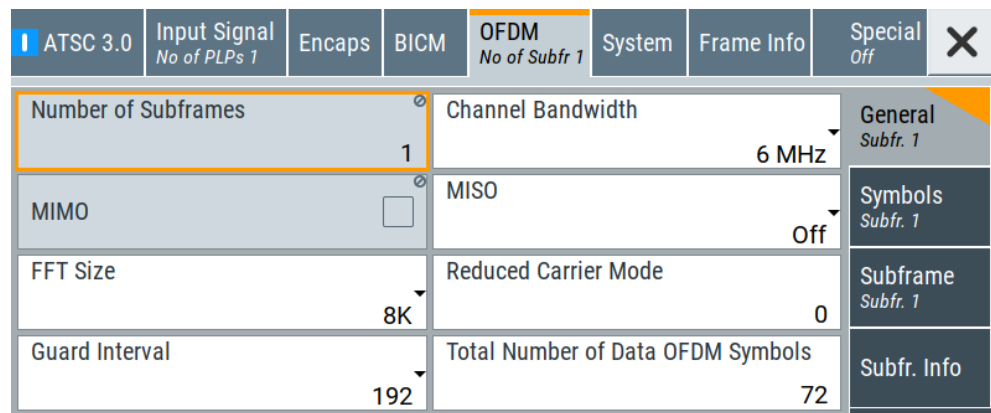 ATSC 3.0
Input Signal
No of PLPs 1
Encaps
BICM
OFDM
No of Subfr 1
System
Frame Info
Special
Off
Number of Subframes
1
Channel Bandwidth
6 MHz
MIMO
MISO
Off
FFT Size
8K
Reduced Carrier Mode
0
Guard Interval
192
Total Number of Data OFDM Symbols
72
General
Subfr. 1
Symbols
Subfr. 1
Subframe
Subfr. 1
Subfr. Info